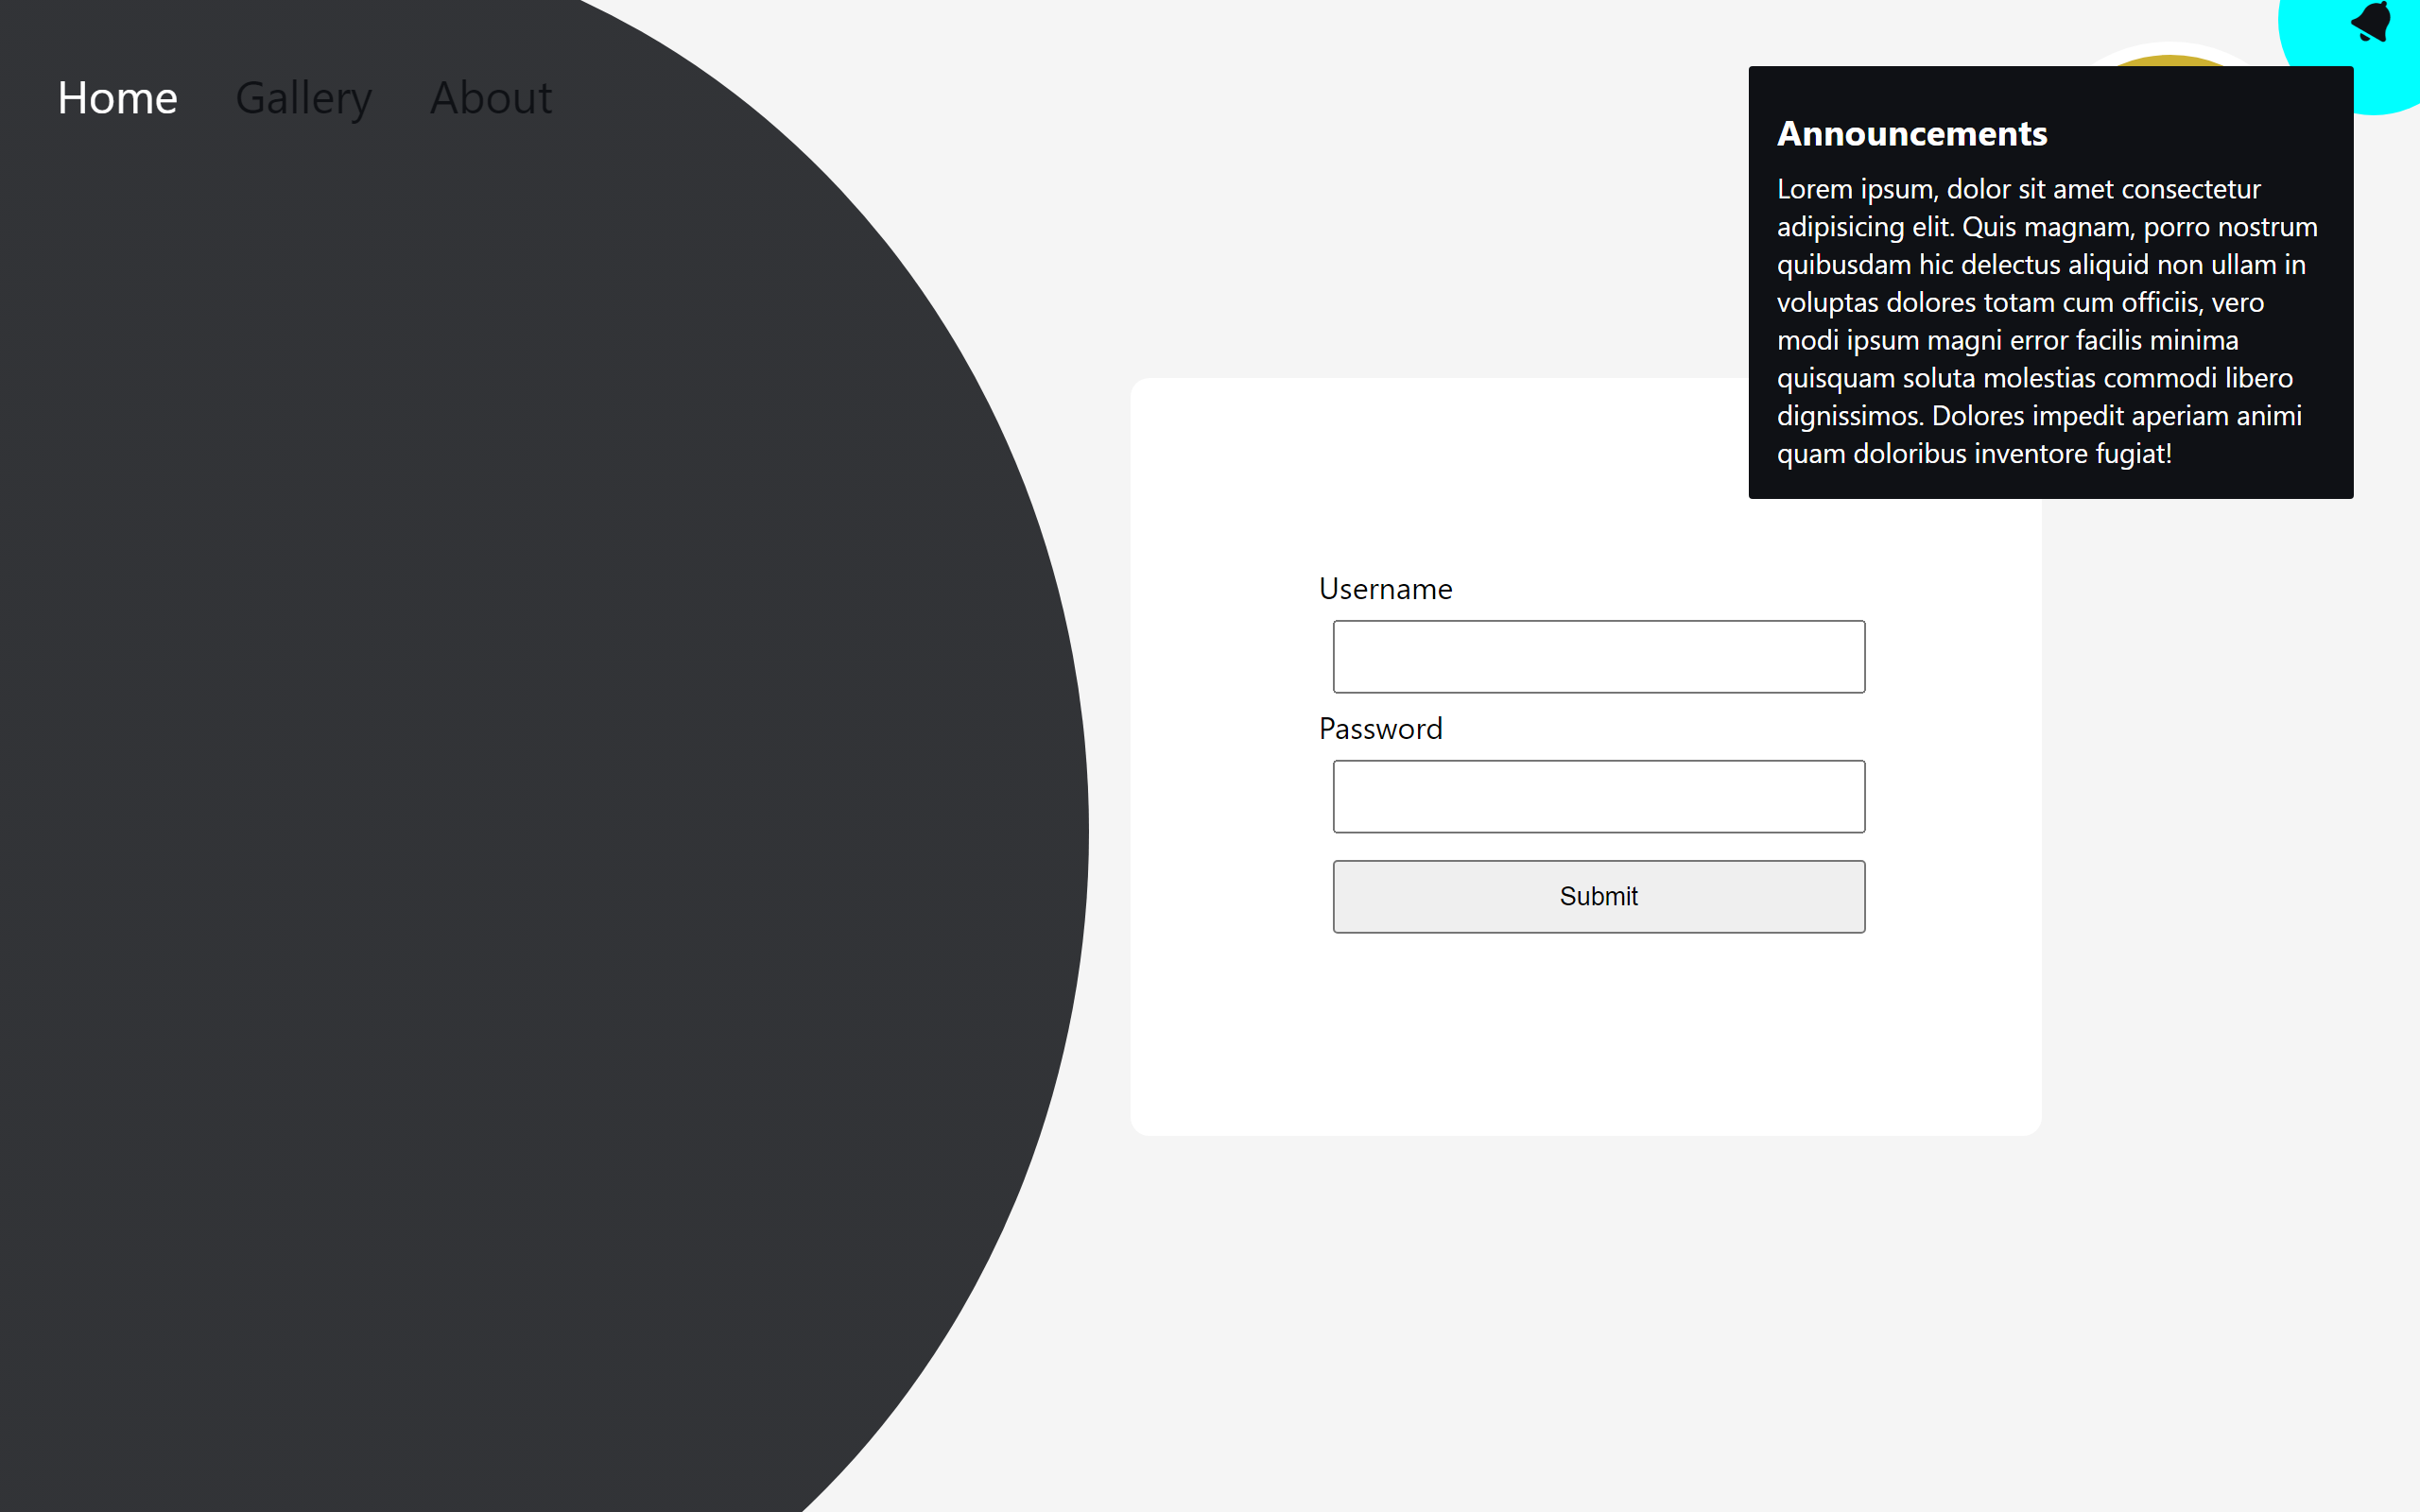 Home Gallery About
Announcements
Lorem ipsum, dolor sit amet consectetur
adipisicing elit. Quis magnam, porro nostrum
quibusdam hic delectus aliquid non ullam in
voluptas dolores totam cum officiis, vero
modi ipsum magni error facilis minima
quisquam soluta molestias commodi libero
dignissimos. Dolores impedit aperiam animi
quam doloribus inventore fugiat!
Username
Password
Submit